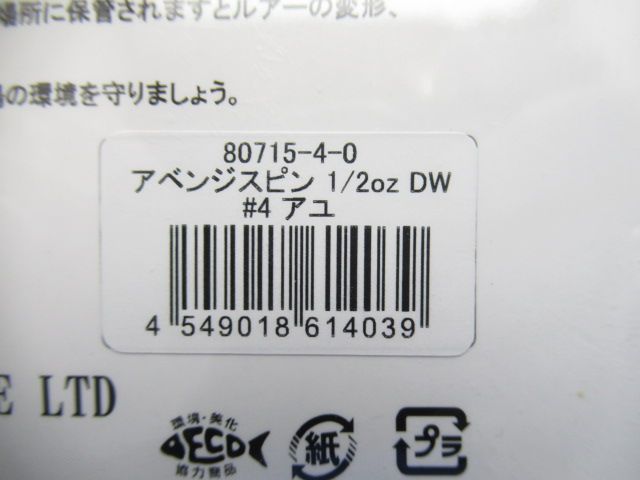 場所に保管されますとルアーの変形、
の環境を守りましょう。
80715-4-0
アベンジスピン 1/2oz DW
#4 アユ
4 549018 614039
E LTD
環境・美化
ECO
協力商品
紙
プラ